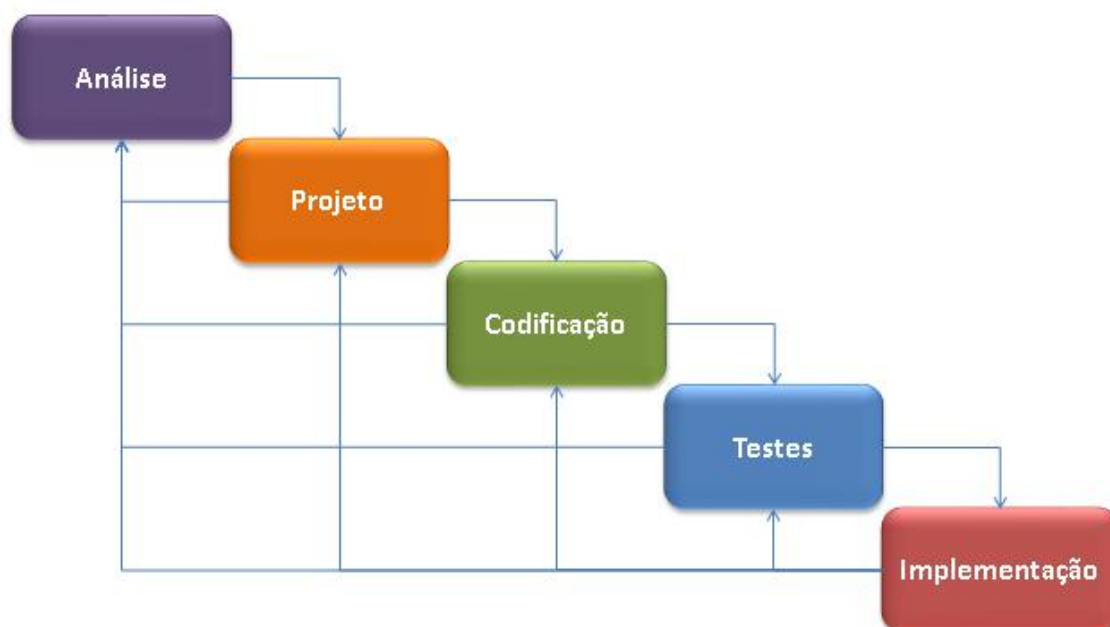 Análise
Projeto
Codificação
Testes
Implementação